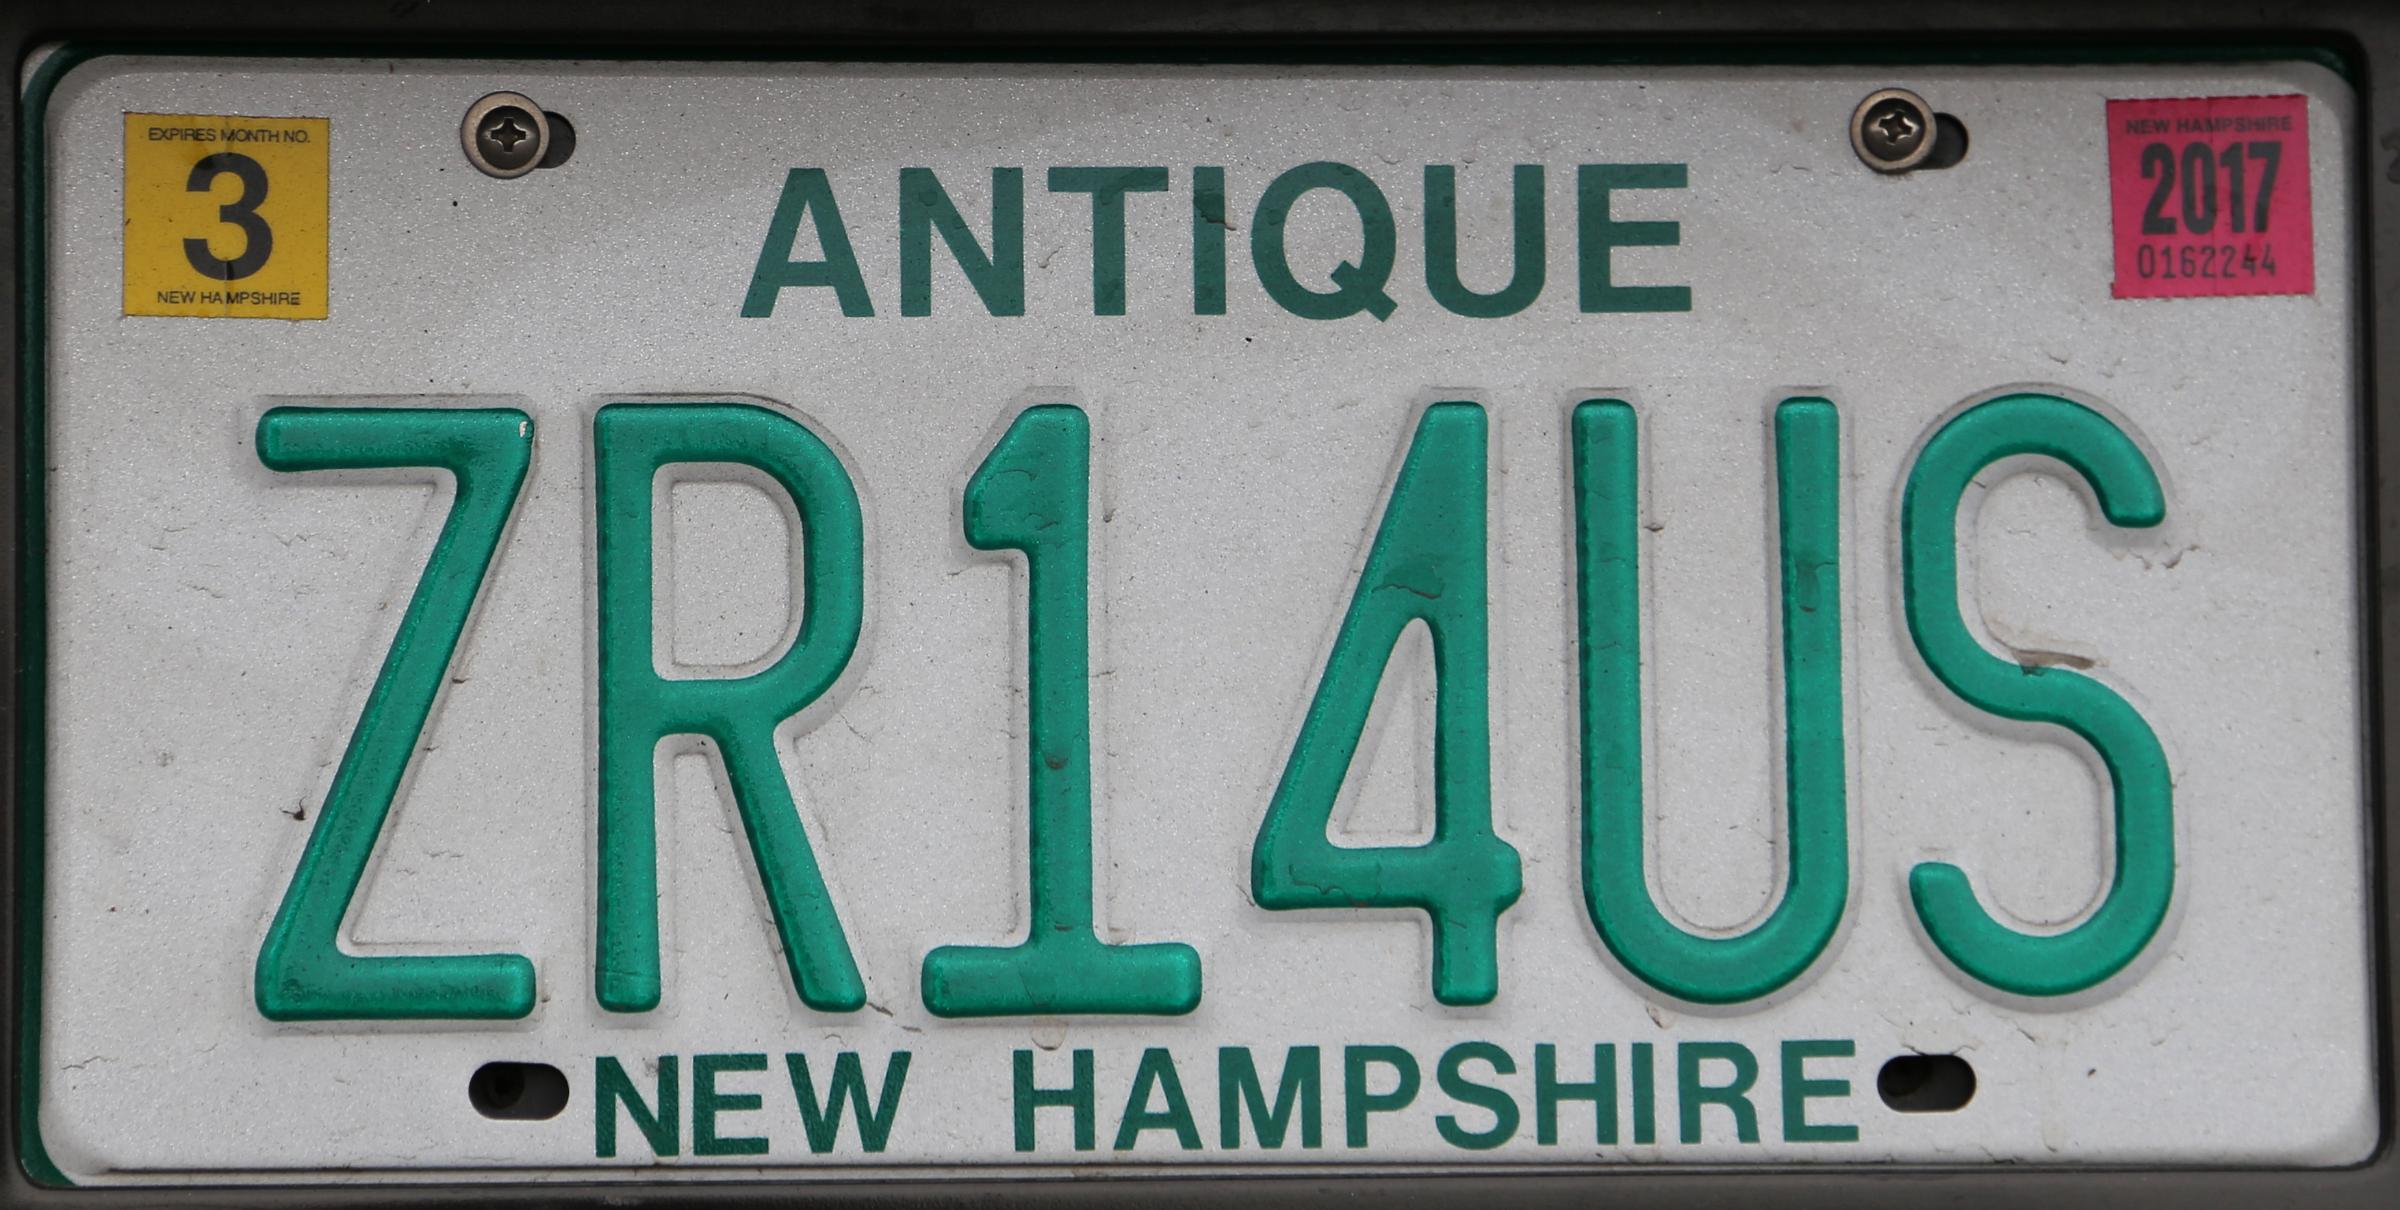 EXPIRES MONTH NO.
3
NEW HAMPSHIRE
ANTIQUE
NEW HAMPSHIRE
2017
0162244
ZR14US
NEW HAMPSHIRE